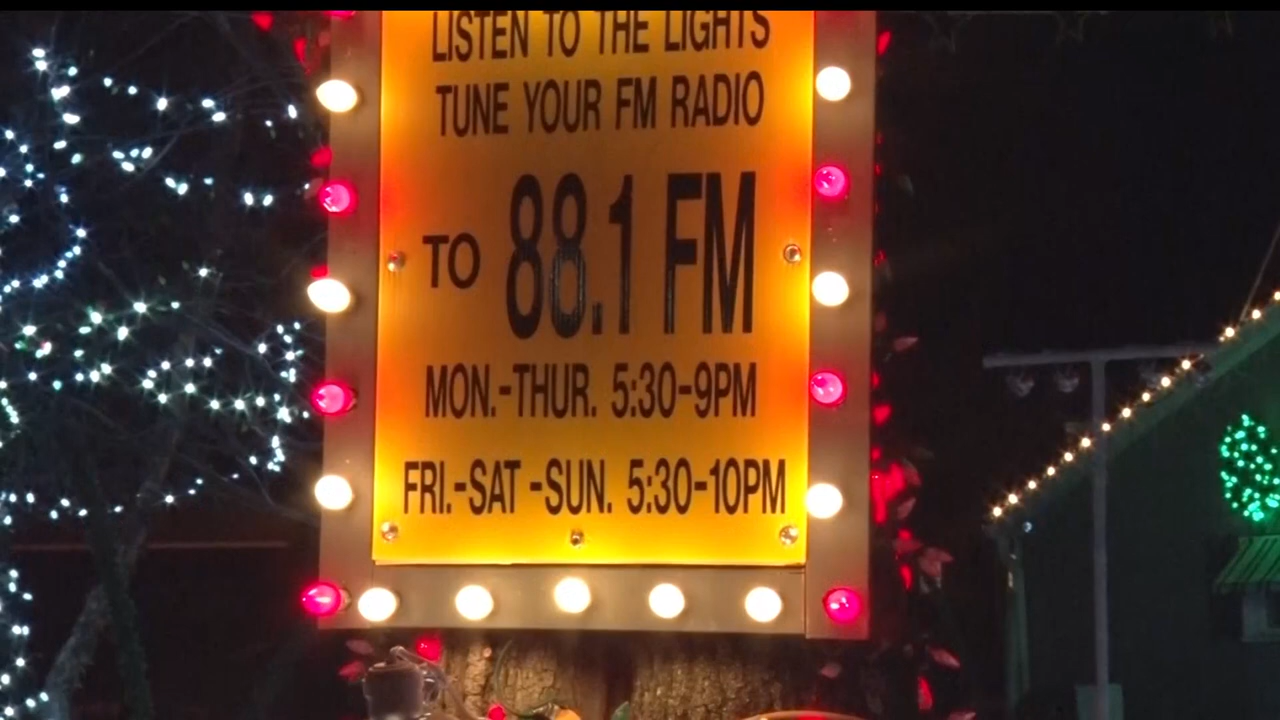 LISTEN TO THE LIGHTS
TUNE YOUR FM RADIO
TO 88.1 FM
MON.-THUR. 5:30-9PM
FRI.-SAT-SUN. 5:30-10PM